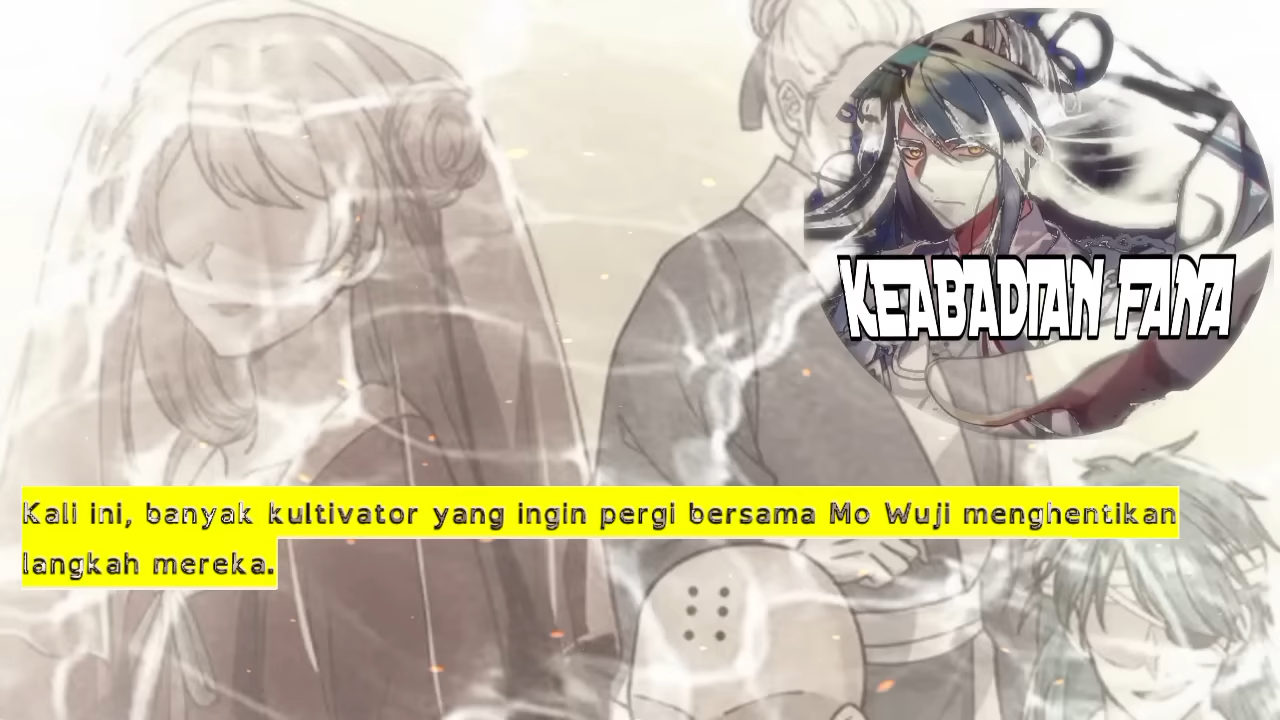 KEABADIAN FANA
Kali ini, banyak kultivator yang ingin pergi bersama Mo Wuji menghentikan
langkah mereka.